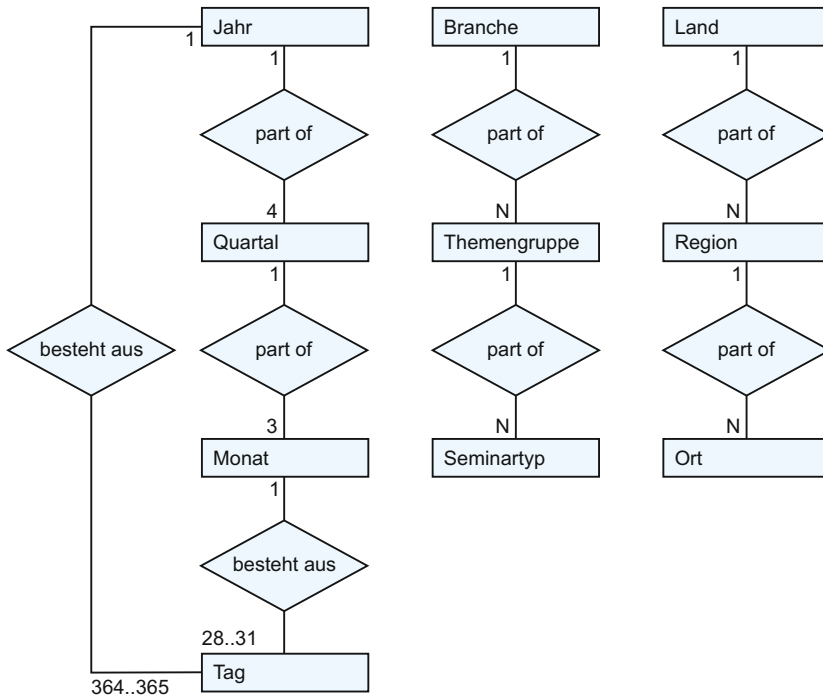 Jahr
Branche
Land
1
1
1
1
part of
part of
part of
4
N
N
Quartal
Themengruppe
Region
1
1
1
besteht aus
part of
part of
part of
3
N
N
Monat
Seminartyp
Ort
1
besteht aus
28..31
Tag
364..365